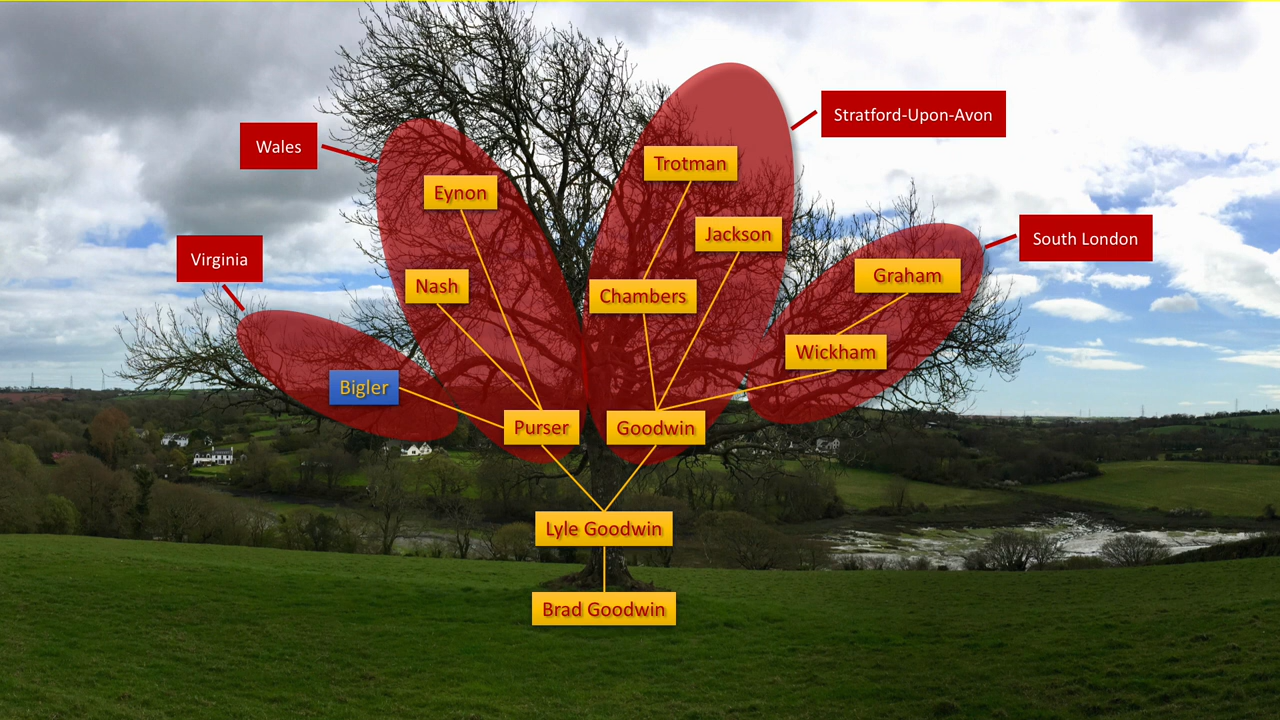 Stratford-Upon-Avon
Wales
Trotman
Eynon
Jackson
South London
Virginia
Graham
Nash
Chambers
Wickham
Bigler
Purser
Goodwin
Lyle Goodwin
Brad Goodwin